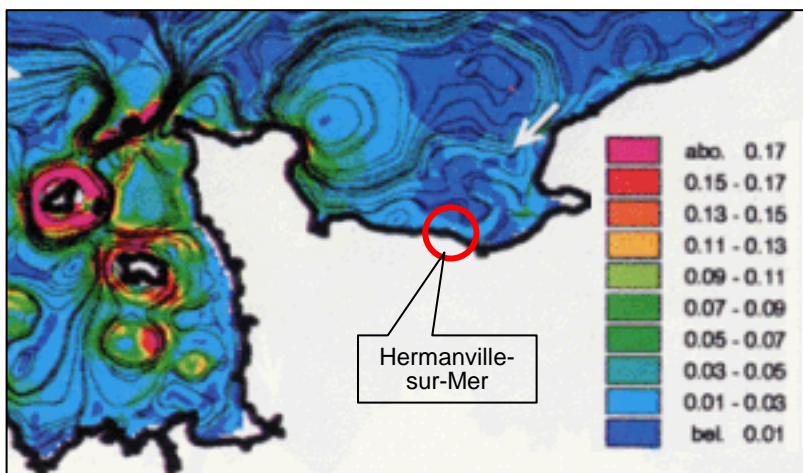 abo. 0.17
0.15 - 0.17
0.13 - 0.15
0.11 - 0.13
0.09 - 0.11
0.07 - 0.09
0.05 - 0.07
0.03 - 0.05
0.01 - 0.03
bel. 0.01
Hermanville-
sur-Mer